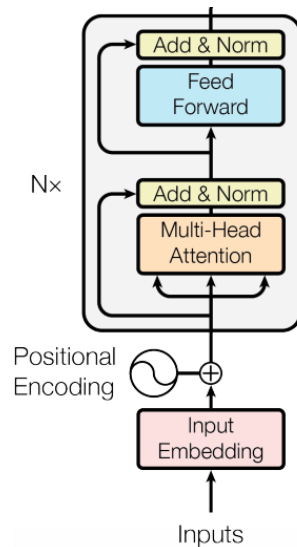 Add & Norm
Feed
Forward
N×
Add & Norm
Multi-Head
Attention
Positional
Encoding
Input
Embedding
Inputs